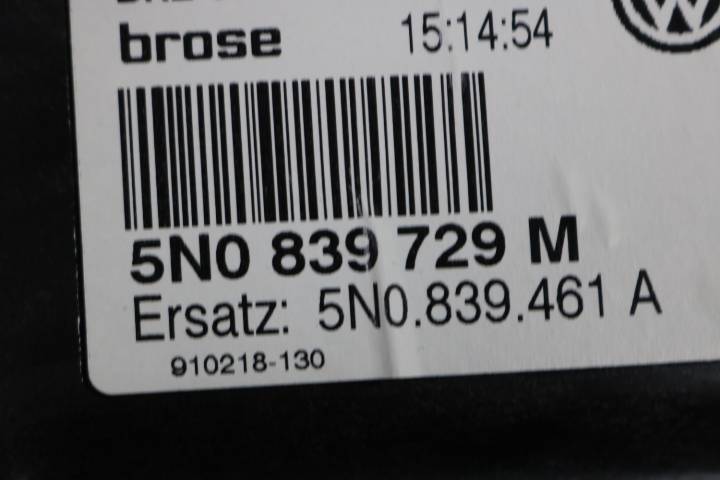 brose 15:14:54
5N0 839 729 M
Ersatz: 5N0.839.461 A
910218-130